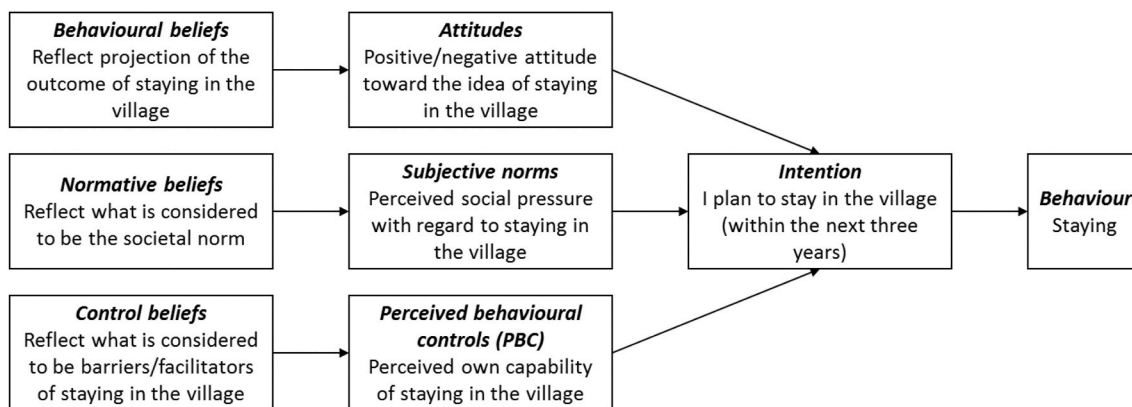 Behavioural beliefs
Reflect projection of the
outcome of staying in the
village
Attitudes
Positive/negative attitude
toward the idea of staying
in the village
Normative beliefs
Reflect what is considered
to be the societal norm
Subjective norms
Perceived social pressure
with regard to staying in
the village
Intention
I plan to stay in the village
(within the next three
years)
Behaviour
Staying
Control beliefs
Reflect what is considered
to be barriers/facilitators
of staying in the village
Perceived behavioural
controls (PBC)
Perceived own capability
of staying in the village